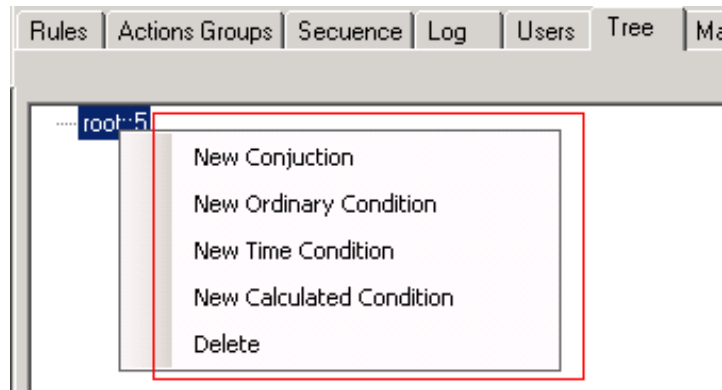 Rules Actions Groups Secuence Log Users Tree Ma
root::5
New Conjuction
New Ordinary Condition
New Time Condition
New Calculated Condition
Delete